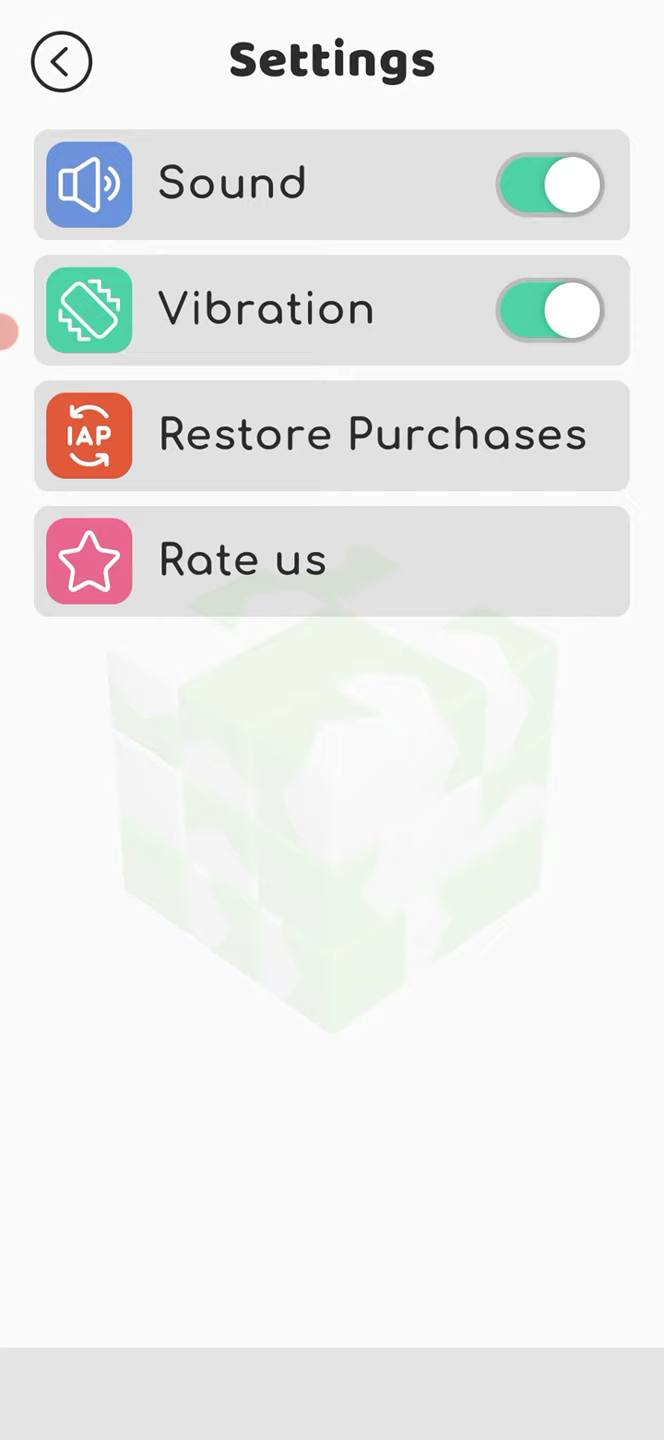 Settings
Sound
Vibration
IAP
Restore Purchases
Rate us